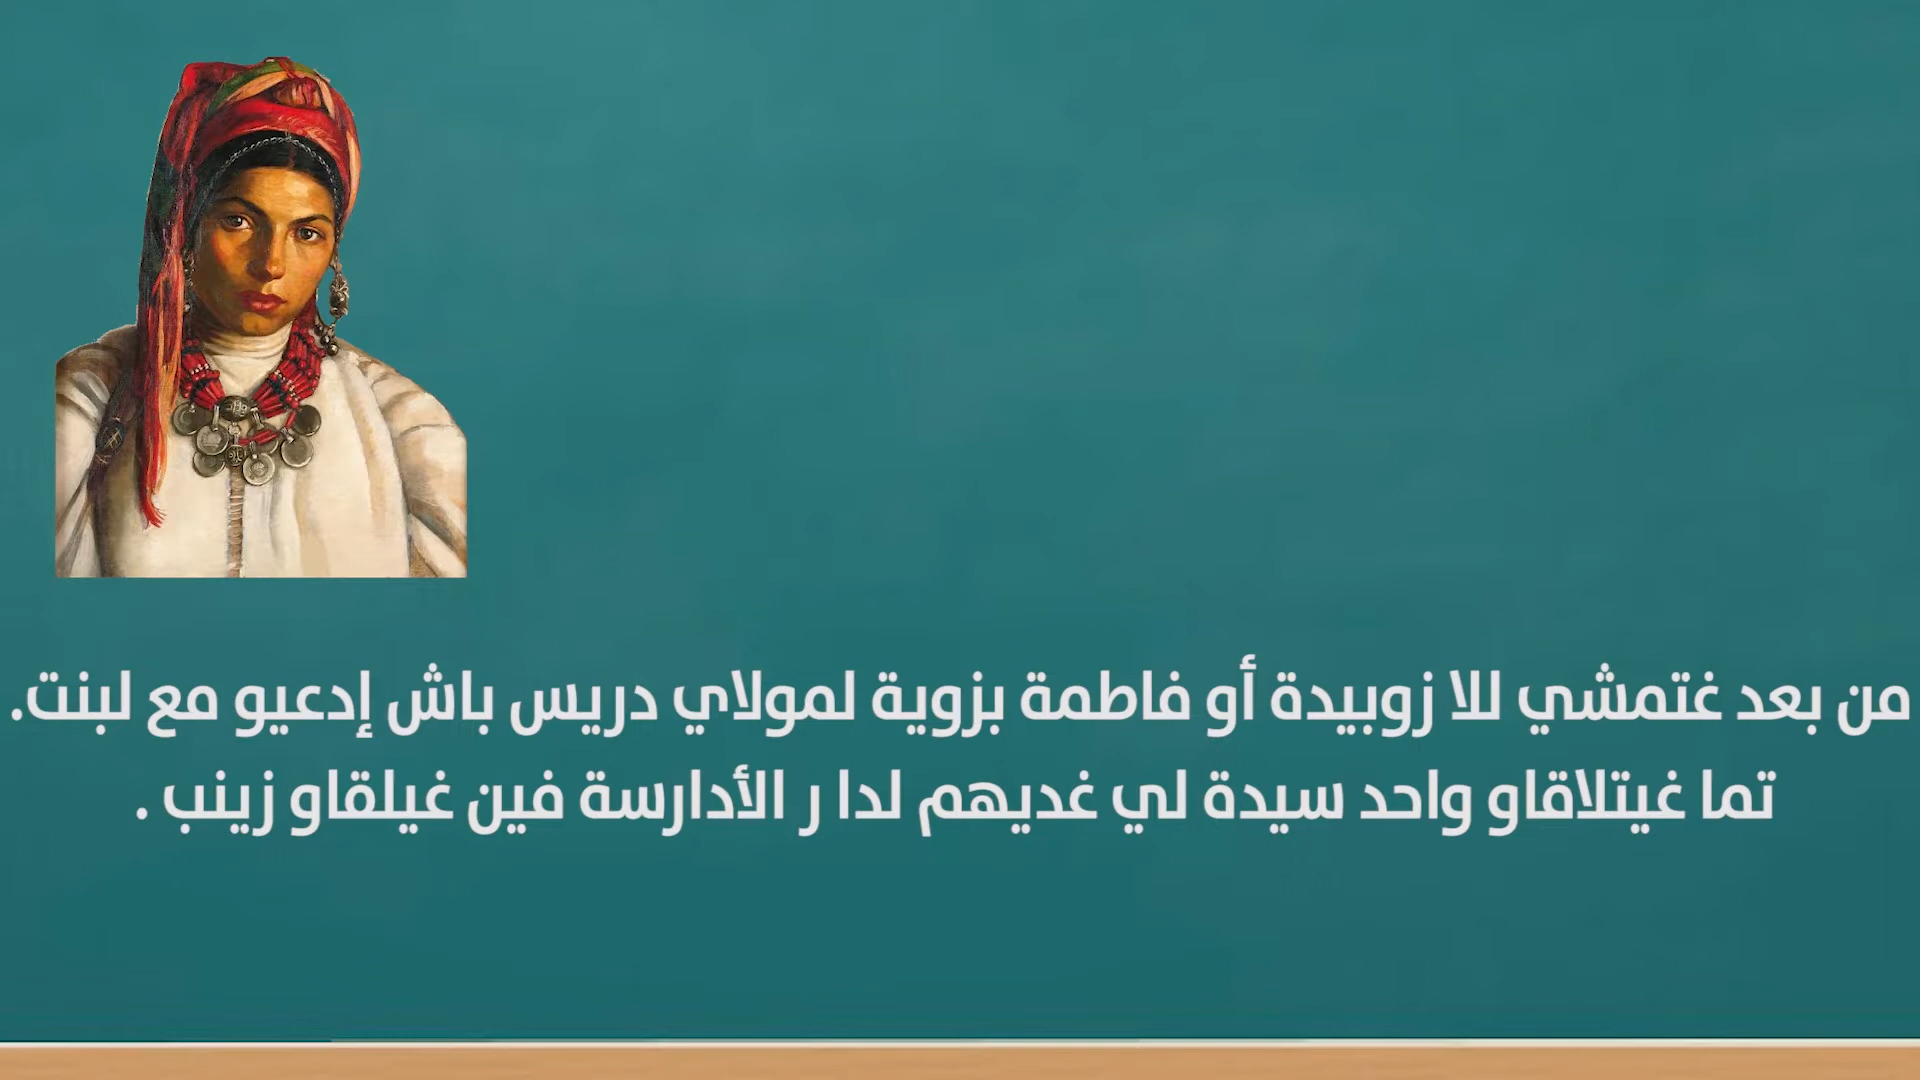 من بعد غتمشي للا زوبيدة أو فاطمة بزوية لمولاي دريس باش إدعيو مع لبنت.
تما غيتلاقاو واحد سيدة لي غديهم لدا ر الأدارسة فين غيلقاو زينب .